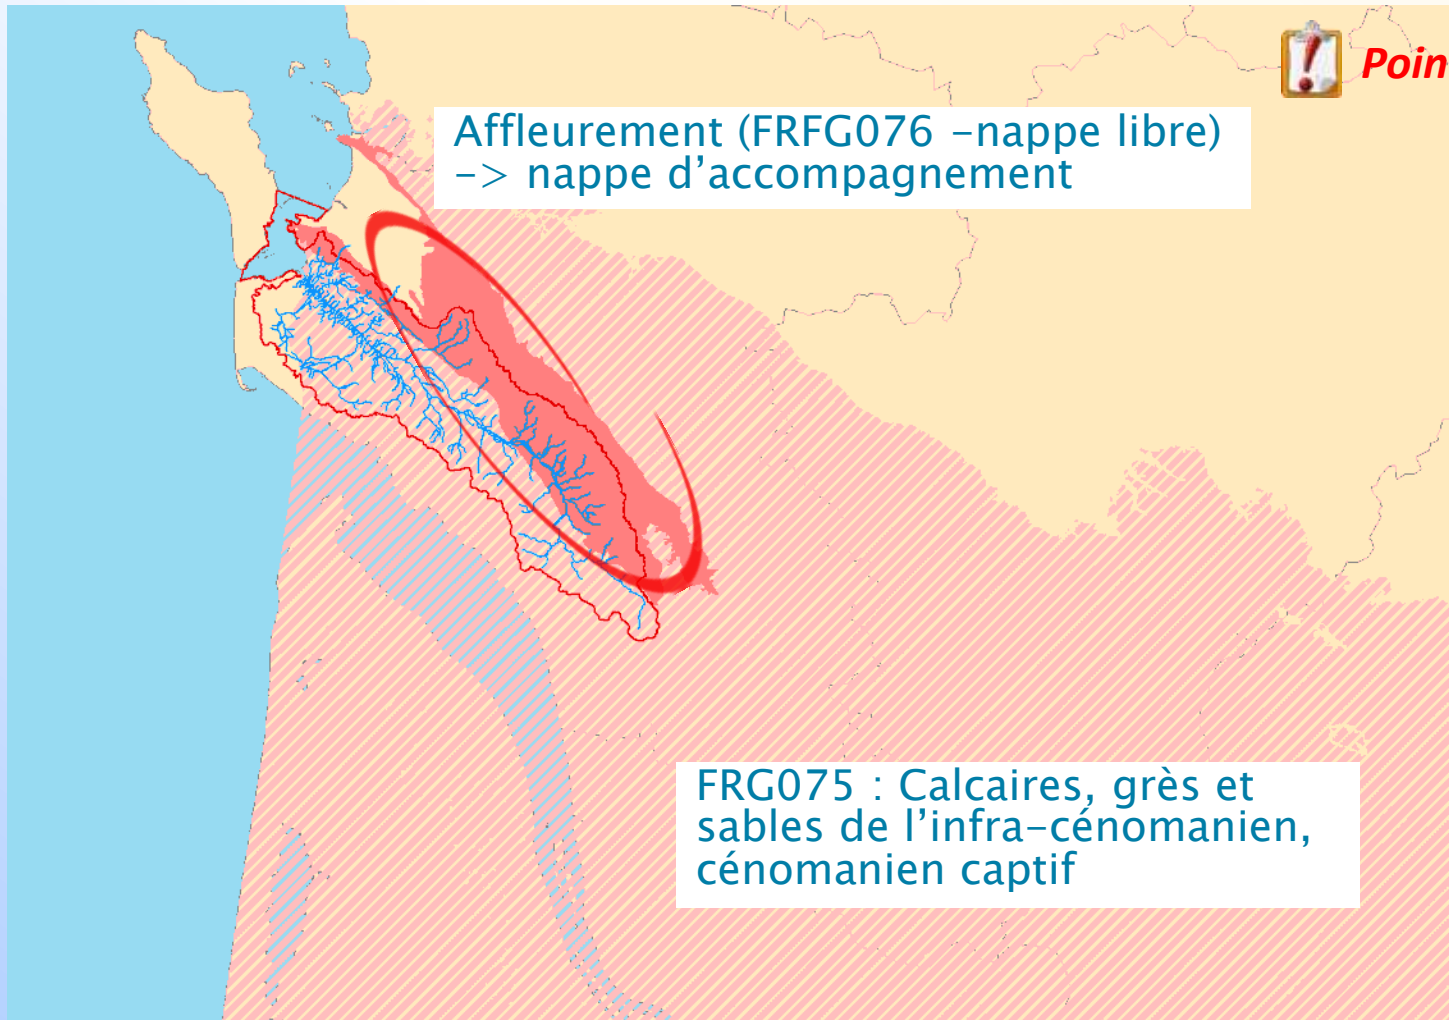 Poin
Affleurement (FRFG076 –nappe libre)
–> nappe d’accompagnement
FRG075 : Calcaires, grès et
sables de l’infra–cénomanien,
cénomanien captif